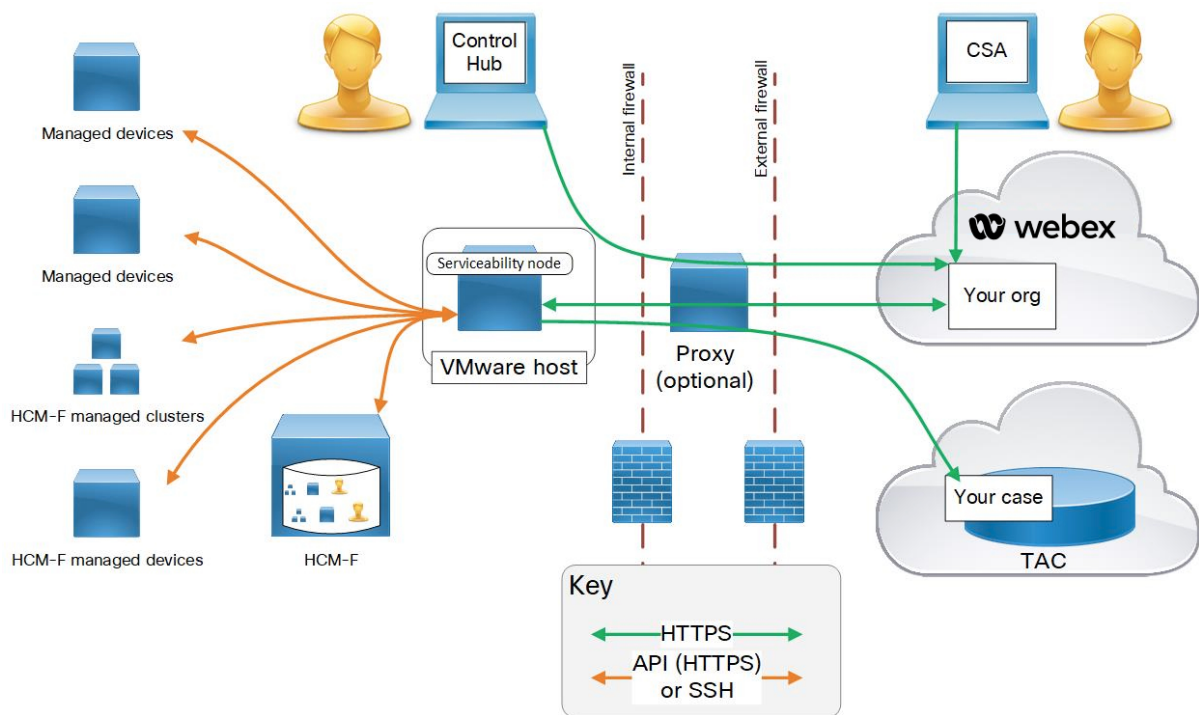 Control
Hub
CSA
Internal firewall
External firewall
Managed devices
webex
Managed devices
Serviceability node
Your org
VMware host
Proxy
(optional)
HCM-F managed clusters
Your case
HCM-F managed devices
HCM-F
TAC
Key
HTTPS
API (HTTPS)
or SSH